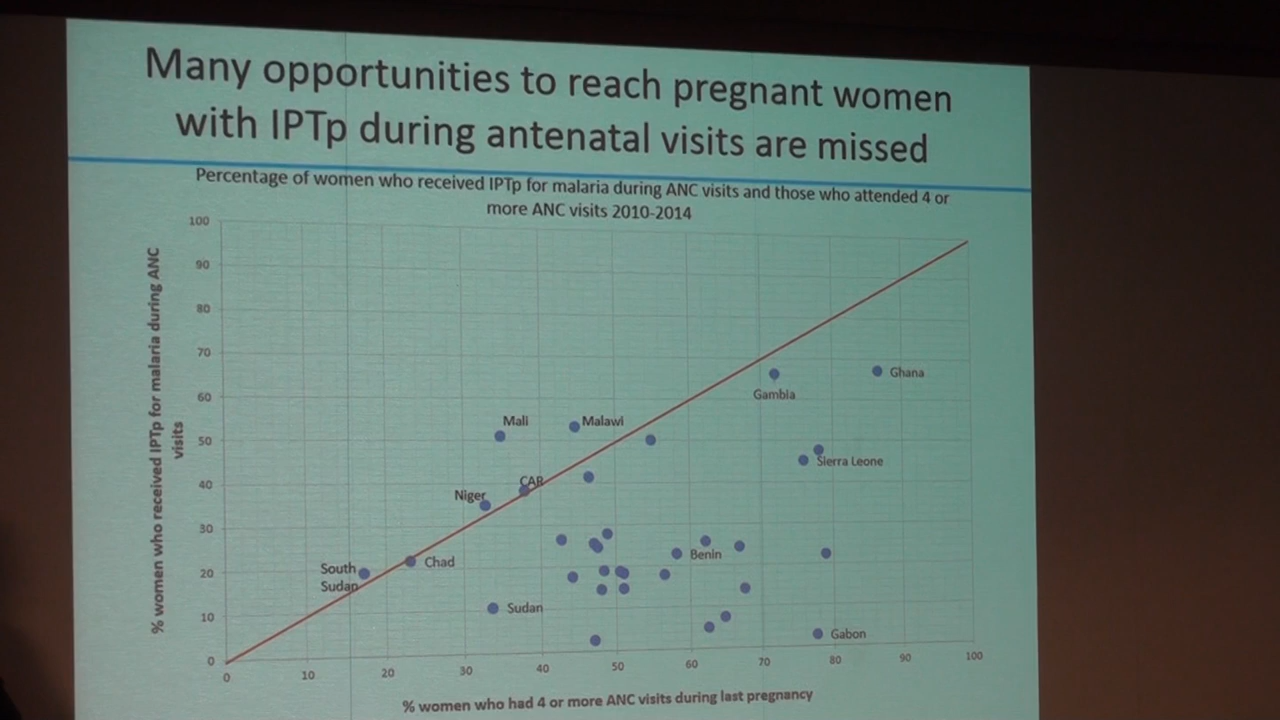 Many opportunities to reach pregnant women
with IPTp during antenatal visits are missed
Percentage of women who received IPTp for malaria during ANC visits and those who attended 4 or
more ANC visits 2010-2014
% women who received IPTp for malaria during ANC
visits
100
90
80
70
60
50
40
30
20
10
0
Ghana
Gambia
Mali
Malawi
Sierra Leone
CAR
Niger
Benin
South
Sudan
Chad
Sudan
Gabon
0
10
20
30
40
50
60
70
80
90
100
% women who had 4 or more ANC visits during last pregnancy